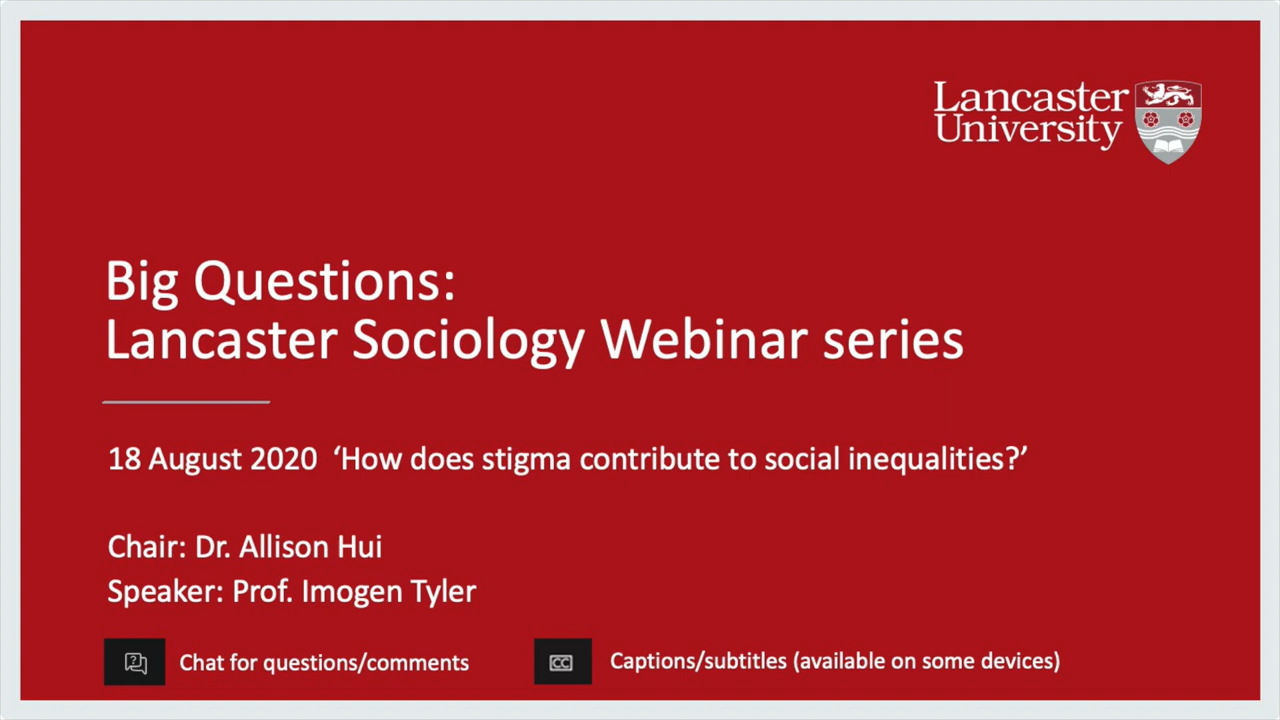 Lancaster
University
Big Questions:
Lancaster Sociology Webinar series
18 August 2020 ‘How does stigma contribute to social inequalities?’
Chair: Dr. Allison Hui
Speaker: Prof. Imogen Tyler
? Chat for questions/comments
CC Captions/subtitles (available on some devices)